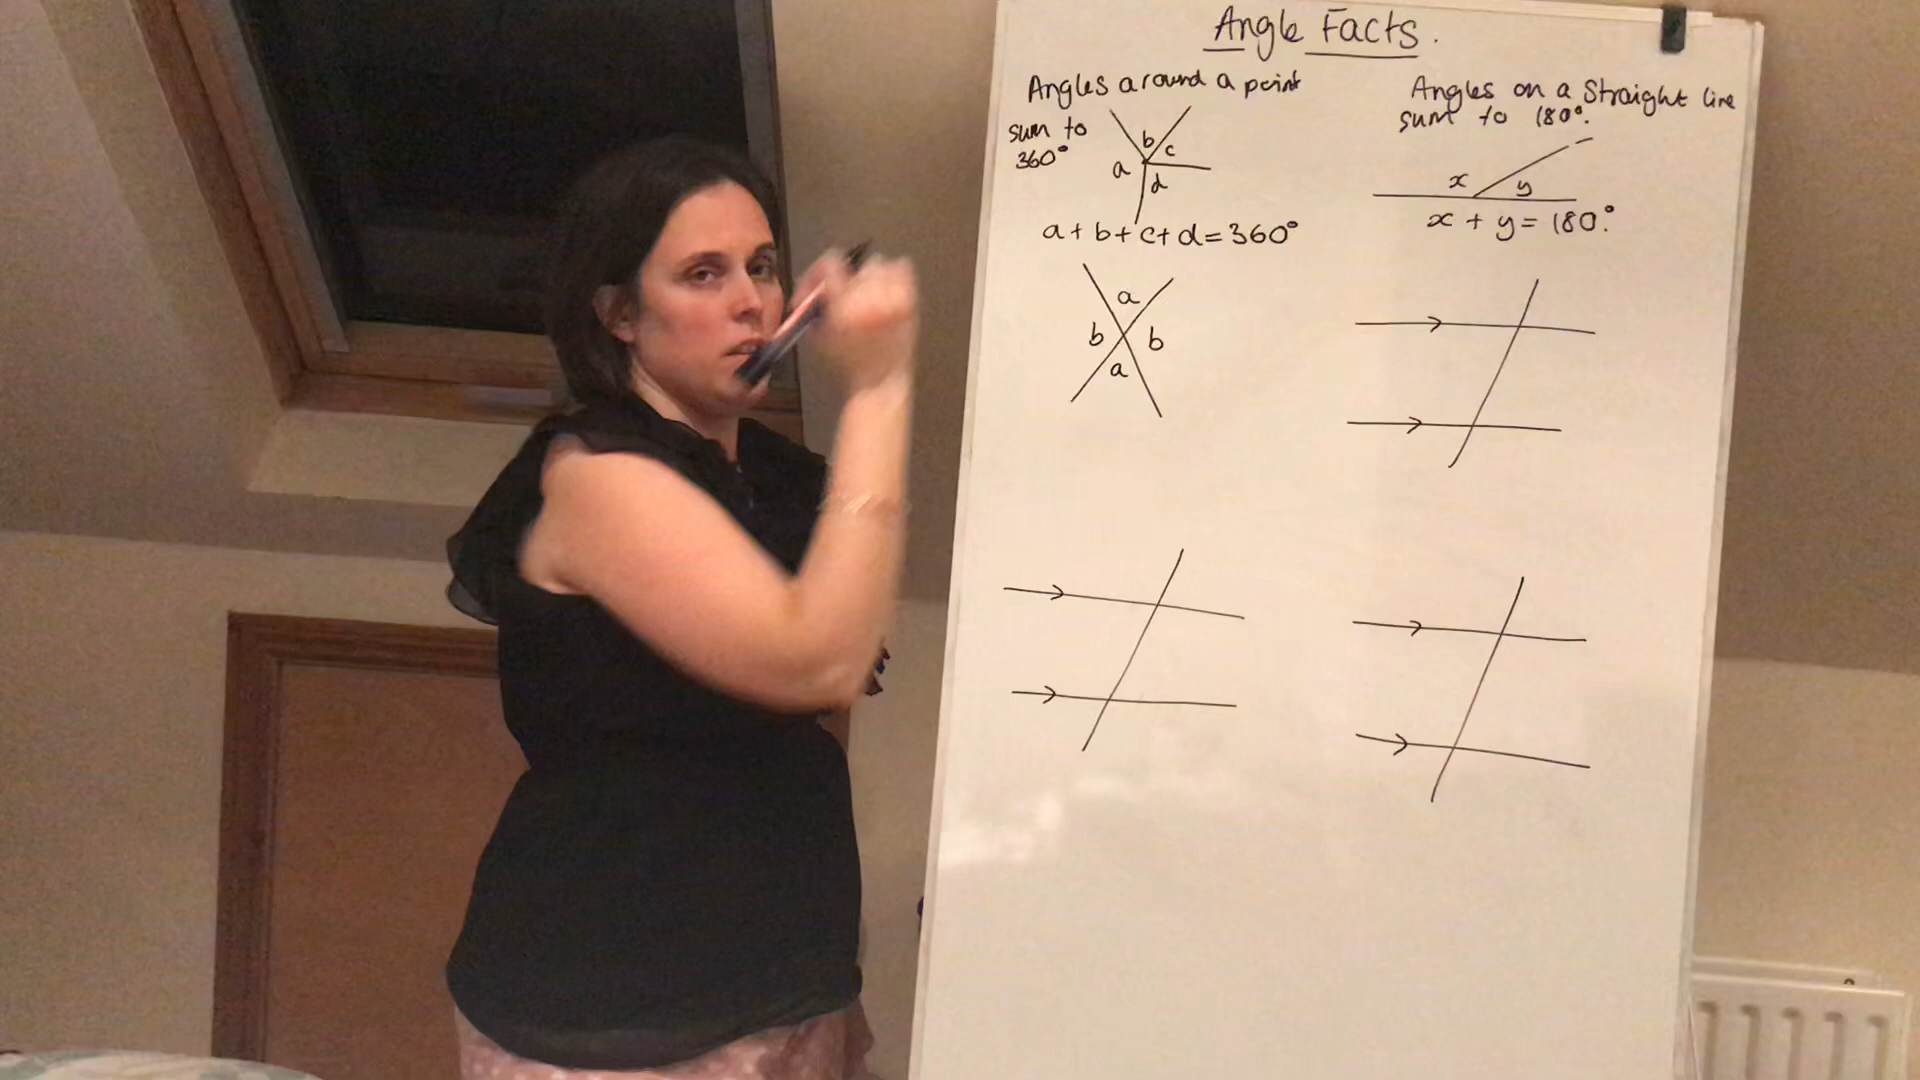 Angle Facts.
Angles around a point
sum to
360°
b
c
a
d
a + b + c + d = 360°
Angles on a Straight line
sum to 180°.
x
y
x + y = 180°.
a
b
b
a